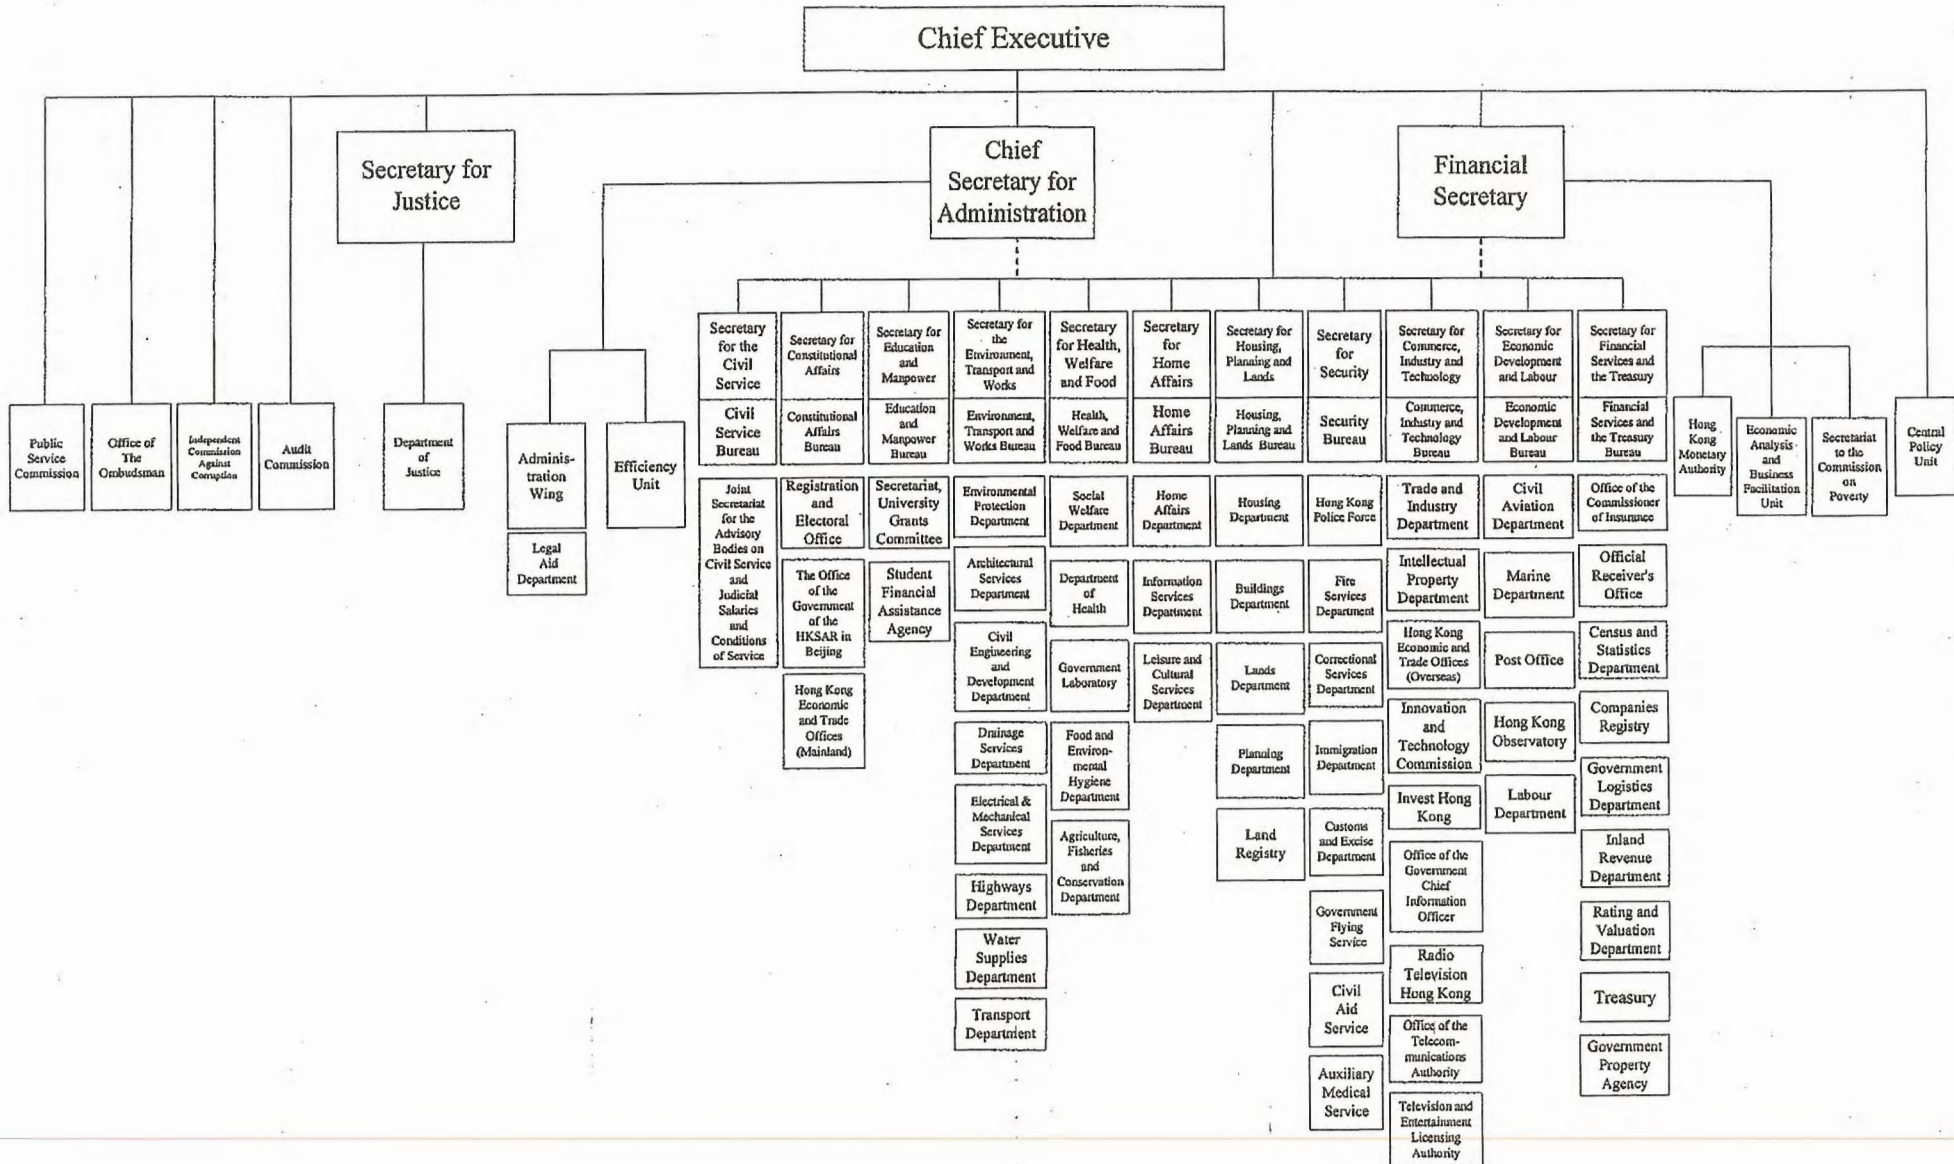 Chief Executive
Secretary for
Justice
Chief
Secretary for
Administration
Financial
Secretary
Public
Service
Commission
Office of
The
Ombudsman
Independent
Commission
Against
Corruption
Audit
Commission
Department
of
Justice
Adminis-
tration
Wing
Legal
Aid
Department
Efficiency
Unit
Secretary
for the
Civil
Service
Civil
Service
Bureau
Joint
Secretariat
for the
Advisory
Bodies on
Civil Service
and
Judicial
Salaries
and
Conditions
of Service
Secretary for
Constitutional
Affairs
Constitutional
Affairs
Bureau
Registration
and
Electoral
Office
The Office
of the
Government
of the
HKSAR in
Beijing
Hong Kong
Economic
and Trade
Offices
(Mainland)
Secretary for
Education
and
Manpower
Education
and
Manpower
Bureau
Secretariat,
University
Grants
Committee
Student
Financial
Assistance
Agency
Secretary for
the
Environment,
Transport and
Works
Environment,
Transport and
Works Bureau
Environmental
Protection
Department
Architectural
Services
Department
Civil
Engineering
and
Development
Department
Drainage
Services
Department
Electrical &
Mechanical
Services
Department
Highways
Department
Water
Supplies
Department
Transport
Department
Secretary
for Health,
Welfare
and Food
Health,
Welfare and
Food Bureau
Social
Welfare
Department
Department
of
Health
Government
Laboratory
Food and
Environ-
mental
Hygiene
Department
Agriculture,
Fisheries
and
Conservation
Department
Secretary
for
Home
Affairs
Home
Affairs
Bureau
Home
Affairs
Department
Information
Services
Department
Leisure and
Cultural
Services
Department
Secretary for
Housing,
Planning and
Lands
Housing,
Planning and
Lands Bureau
Housing
Department
Buildings
Department
Lands
Department
Planning
Department
Land
Registry
Secretary
for
Security
Security
Bureau
Hong Kong
Police Force
Fire
Services
Department
Correctional
Services
Department
Immigration
Department
Customs
and Excise
Department
Government
Flying
Service
Civil
Aid
Service
Auxiliary
Medical
Service
Secretary for
Commerce,
Industry and
Technology
Commerce,
Industry and
Technology
Bureau
Trade and
Industry
Department
Intellectual
Property
Department
Hong Kong
Economic and
Trade Offices
(Overseas)
Innovation
and
Technology
Commission
Invest Hong
Kong
Office of the
Government
Chief
Information
Officer
Radio
Television
Hong Kong
Office of the
Telecom-
munications
Authority
Television and
Entertainment
Licensing
Authority
Secretary for
Economic
Development
and Labour
Economic
Development
and Labour
Bureau
Civil
Aviation
Department
Marine
Department
Post Office
Hong Kong
Observatory
Labour
Department
Secretary for
Financial
Services and
the Treasury
Financial
Services and
the Treasury
Bureau
Office of the
Commissioner
of Insurance
Official
Receiver's
Office
Census and
Statistics
Department
Companies
Registry
Government
Logistics
Department
Inland
Revenue
Department
Rating and
Valuation
Department
Treasury
Government
Property
Agency
Hong
Kong
Monetary
Authority
Economic
Analysis
and
Business
Facilitation
Unit
Secretariat
to the
Commission
on
Poverty
Central
Policy
Unit